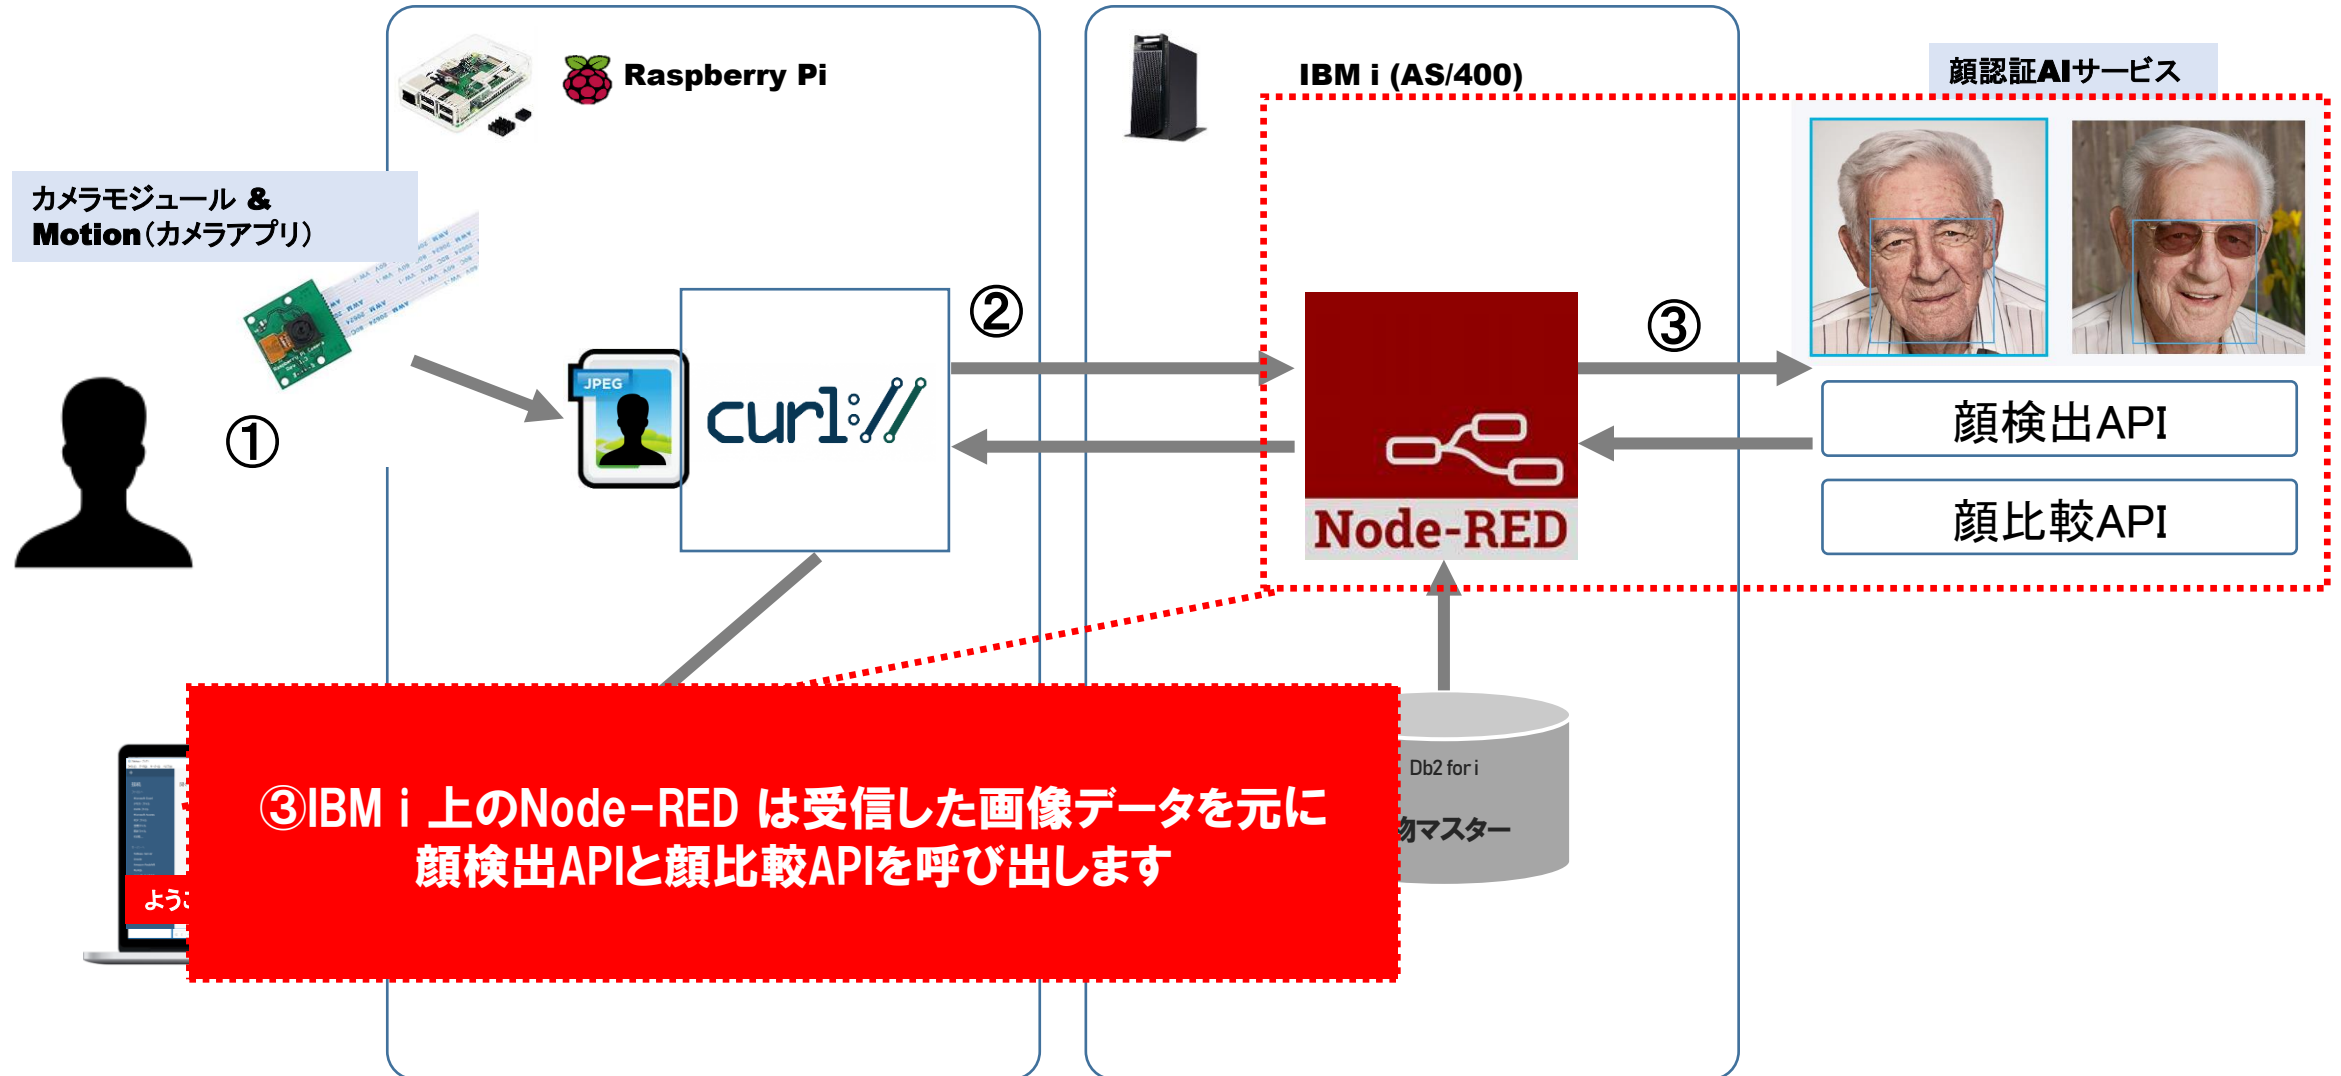 Raspberry Pi
IBM i (AS/400)
顔認証AIサービス
カメラモジュール &
Motion(カメラアプリ)
①
JPEG
curl://
②
Node-RED
③
顔検出API
顔比較API
③IBM i 上のNode-RED は受信した画像データを元に
顔検出APIと顔比較APIを呼び出します
Db2 for i
物マスター
ようこ